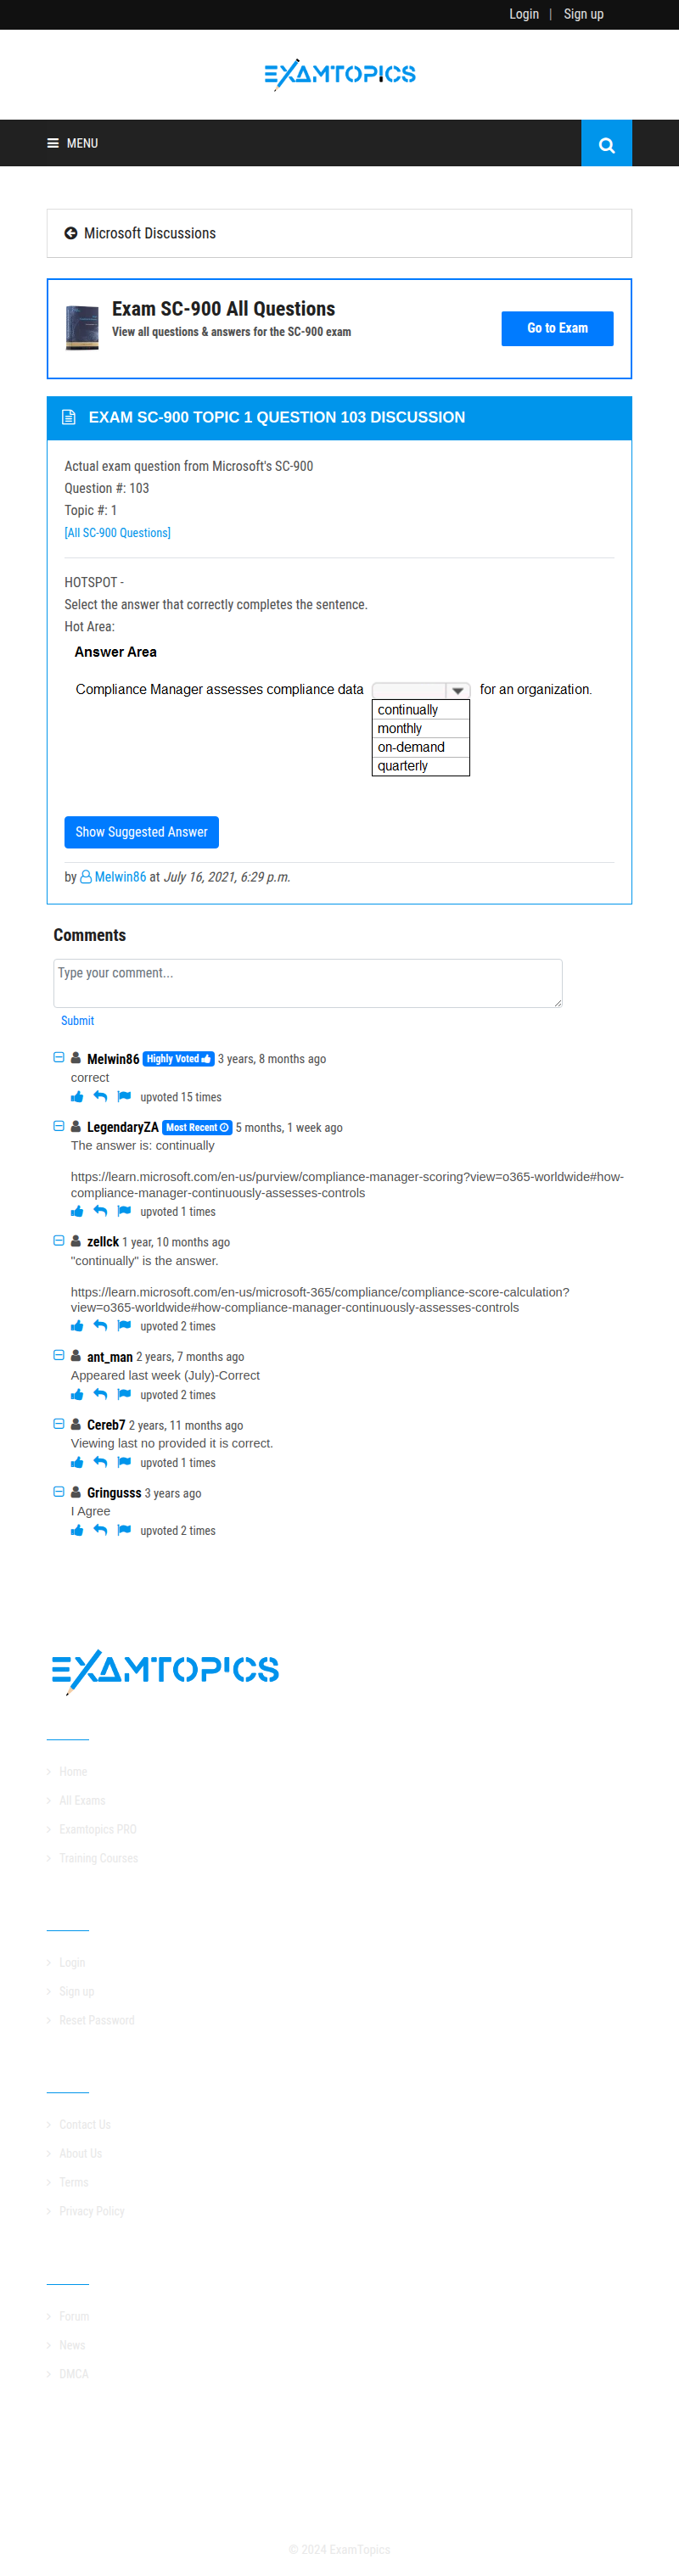 Login | Sign up
EXAMTOPICS
MENU
Microsoft Discussions
Exam SC-900 All Questions
View all questions & answers for the SC-900 exam
Go to Exam
EXAM SC-900 TOPIC 1 QUESTION 103 DISCUSSION
Actual exam question from Microsoft's SC-900
Question #: 103
Topic #: 1
[All SC-900 Questions]
HOTSPOT -
Select the answer that correctly completes the sentence.
Hot Area:
Answer Area
Compliance Manager assesses compliance data for an organization.
continually
monthly
on-demand
quarterly
Show Suggested Answer
by Melwin86 at July 16, 2021, 6:29 p.m.
Comments
Type your comment...
Submit
Melwin86 Highly Voted 3 years, 8 months ago
correct
upvoted 15 times
LegendaryZA Most Recent 5 months, 1 week ago
The answer is: continually
https://learn.microsoft.com/en-us/purview/compliance-manager-scoring?view=o365-worldwide#how-
compliance-manager-continuously-assesses-controls
upvoted 1 times
zellck 1 year, 10 months ago
"continually" is the answer.
https://learn.microsoft.com/en-us/microsoft-365/compliance/compliance-score-calculation?
view=o365-worldwide#how-compliance-manager-continuously-assesses-controls
upvoted 2 times
ant_man 2 years, 7 months ago
Appeared last week (July)-Correct
upvoted 2 times
Cereb7 2 years, 11 months ago
Viewing last no provided it is correct.
upvoted 1 times
Gringusss 3 years ago
I Agree
upvoted 2 times
EXAMTOPICS
Home
All Exams
Examtopics PRO
Training Courses
Login
Sign up
Reset Password
Contact Us
About Us
Terms
Privacy Policy
Forum
News
DMCA
© 2024 ExamTopics